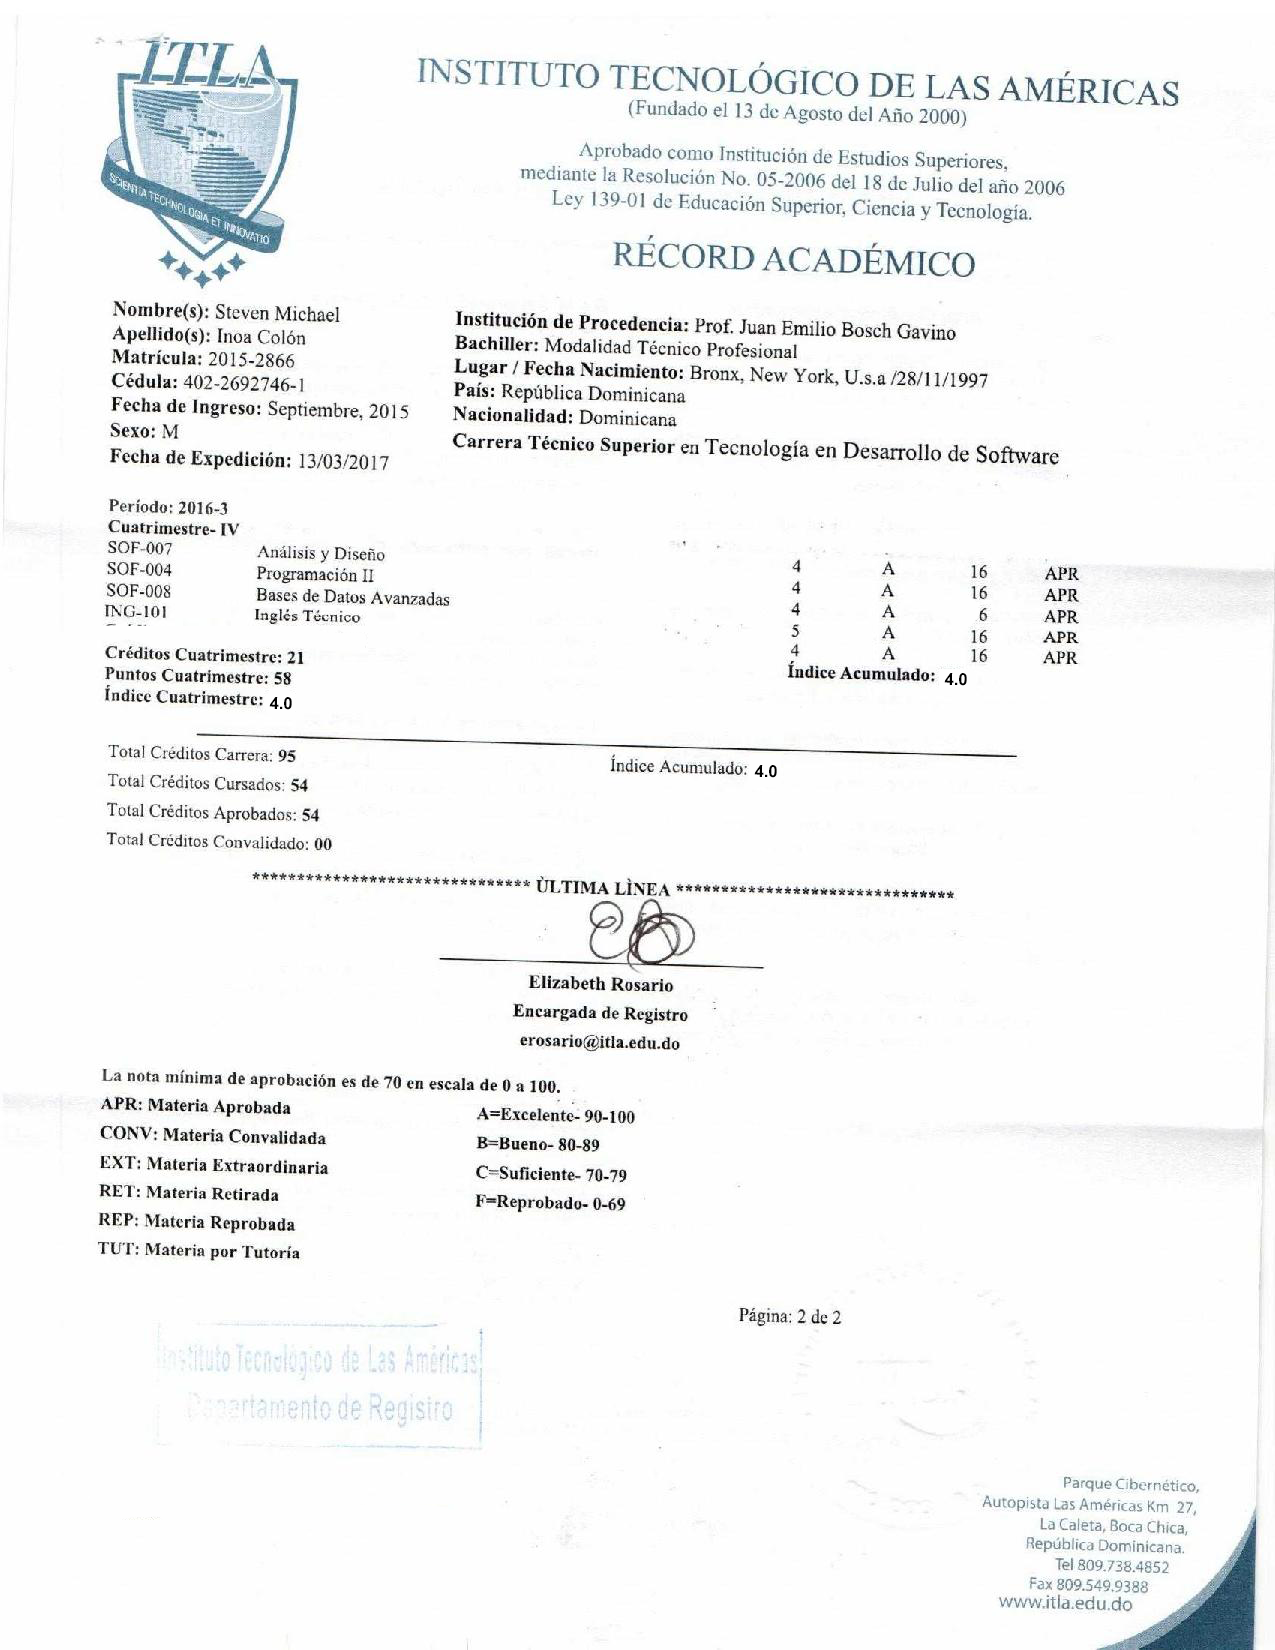 ITLA
SCIENTIA TECHNOLOGIA ET INNOVATIO
INSTITUTO TECNOLÓGICO DE LAS AMÉRICAS
(Fundado el 13 de Agosto del Año 2000)
Aprobado como Institución de Estudios Superiores,
mediante la Resolución No. 05-2006 del 18 de Julio del año 2006
Ley 139-01 de Educación Superior, Ciencia y Tecnología.
RÉCORD ACADÉMICO
Nombre(s): Steven Michael
Apellido(s): Inoa Colón
Matrícula: 2015-2866
Cédula: 402-2692746-1
Fecha de Ingreso: Septiembre, 2015
Sexo: M
Fecha de Expedición: 13/03/2017
Institución de Procedencia: Prof. Juan Emilio Bosch Gavino
Bachiller: Modalidad Técnico Profesional
Lugar / Fecha Nacimiento: Bronx, New York, U.s.a /28/11/1997
País: República Dominicana
Nacionalidad: Dominicana
Carrera Técnico Superior en Tecnología en Desarrollo de Software
Período: 2016-3
Cuatrimestre- IV
SOF-007 Análisis y Diseño
SOF-004 Programación II
SOF-008 Bases de Datos Avanzadas
ING-101 Inglés Técnico
4 A 16 APR
4 A 16 APR
4 A 6 APR
5 A 16 APR
4 A 16 APR
Créditos Cuatrimestre: 21
Puntos Cuatrimestre: 58
Índice Cuatrimestre: 4.0
Índice Acumulado: 4.0
Total Créditos Carrera: 95
Total Créditos Cursados: 54
Total Créditos Aprobados: 54
Total Créditos Convalidado: 00
Índice Acumulado: 4.0
******************************* ÙLTIMA LÌNEA *******************************
Elizabeth Rosario
Encargada de Registro
erosario@itla.edu.do
La nota mínima de aprobación es de 70 en escala de 0 a 100.
APR: Materia Aprobada
CONV: Materia Convalidada
EXT: Materia Extraordinaria
RET: Materia Retirada
REP: Materia Reprobada
TUT: Materia por Tutoría
A=Excelente- 90-100
B=Bueno- 80-89
C=Suficiente- 70-79
F=Reprobado- 0-69
Página: 2 de 2
Instituto Tecnológico de Las Américas
Departamento de Registro
Parque Cibernético,
Autopista Las Américas Km 27,
La Caleta, Boca Chica,
República Dominicana.
Tel 809.738.4852
Fax 809.549.9388
www.itla.edu.do